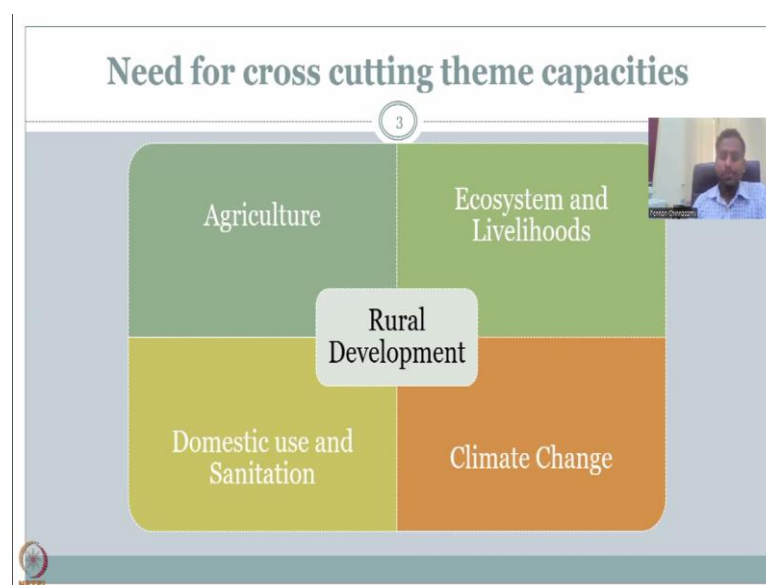 Need for cross cutting theme capacities
3
Agriculture
Ecosystem and
Livelihoods
Rural
Development
Domestic use and
Sanitation
Climate Change
NPTEL